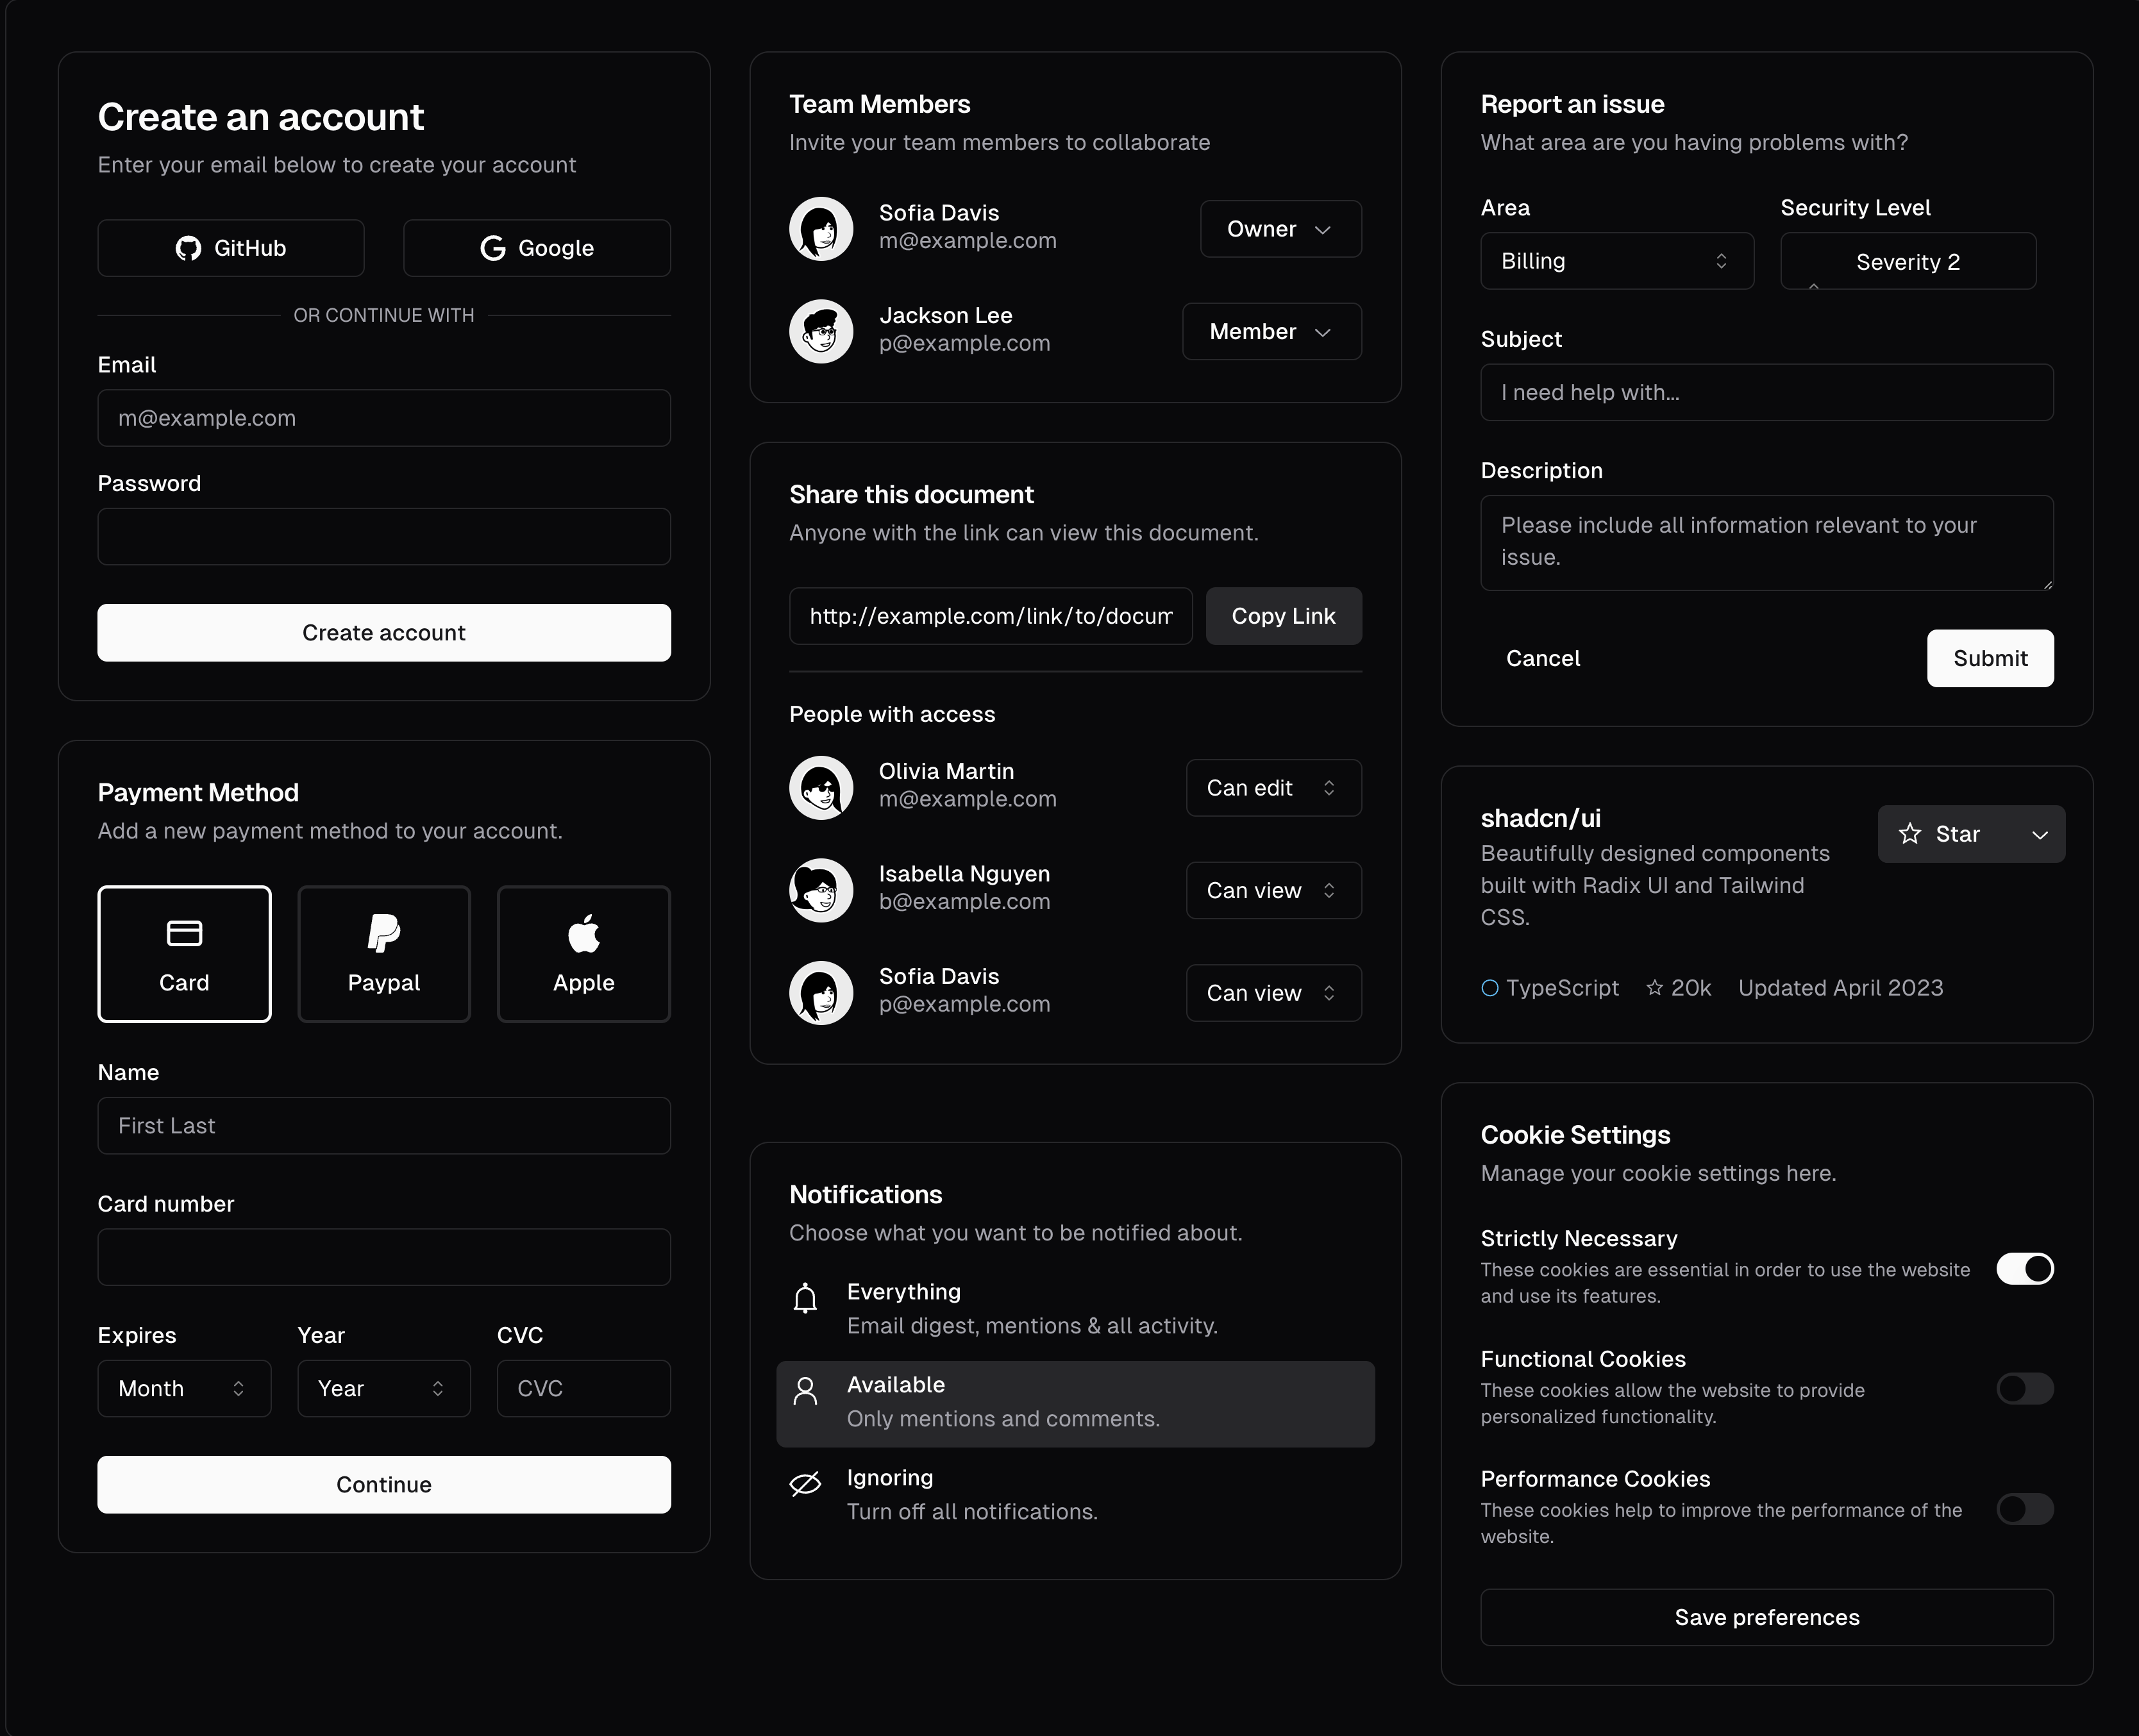 Create an account
Enter your email below to create your account
GitHub
Google
OR CONTINUE WITH
Email
m@example.com
Password
Create account
Payment Method
Add a new payment method to your account.
Card
Paypal
Apple
Name
First Last
Card number
Expires
Year
CVC
Month
Year
CVC
Continue
Team Members
Invite your team members to collaborate
Sofia Davis
m@example.com
Owner
Jackson Lee
p@example.com
Member
Share this document
Anyone with the link can view this document.
http://example.com/link/to/docum
Copy Link
People with access
Olivia Martin
m@example.com
Can edit
Isabella Nguyen
b@example.com
Can view
Sofia Davis
p@example.com
Can view
Notifications
Choose what you want to be notified about.
Everything
Email digest, mentions & all activity.
Available
Only mentions and comments.
Ignoring
Turn off all notifications.
Report an issue
What area are you having problems with?
Area
Security Level
Billing
Severity 2
Subject
I need help with...
Description
Please include all information relevant to your
issue.
Cancel
Submit
shadcn/ui
Beautifully designed components
built with Radix UI and Tailwind
CSS.
Star
TypeScript
20k
Updated April 2023
Cookie Settings
Manage your cookie settings here.
Strictly Necessary
These cookies are essential in order to use the website
and use its features.
Functional Cookies
These cookies allow the website to provide
personalized functionality.
Performance Cookies
These cookies help to improve the performance of the
website.
Save preferences